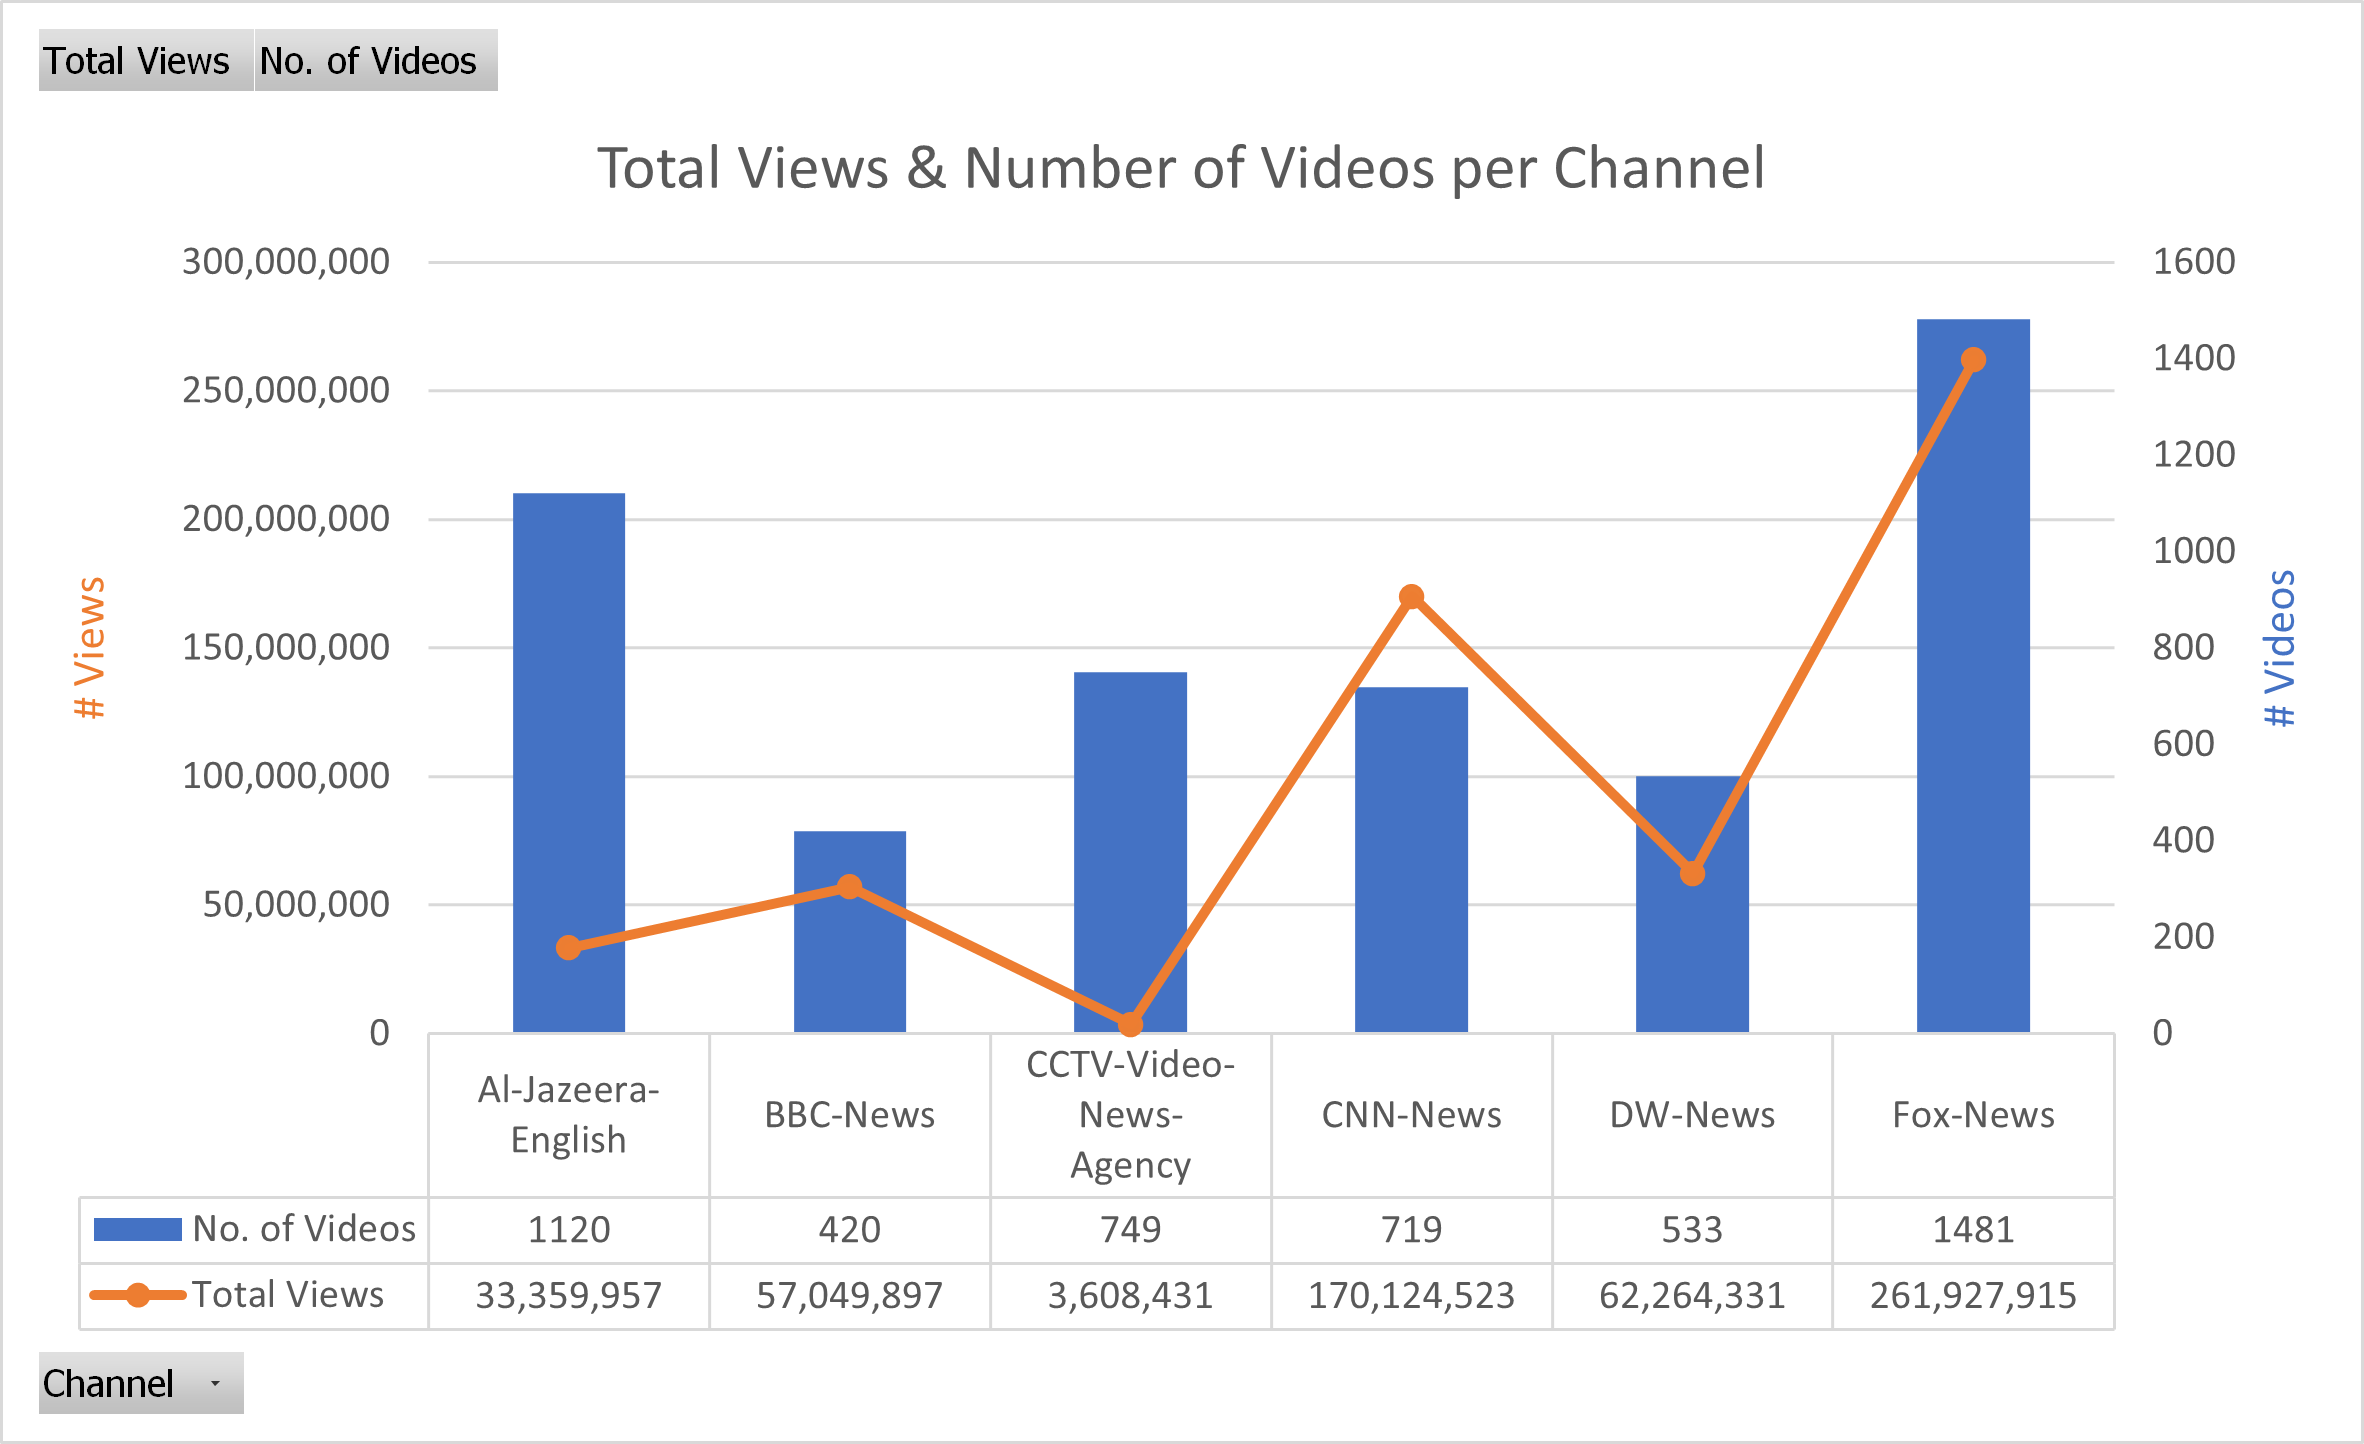 Total Views No. of Videos
Total Views & Number of Videos per Channel
300,000,000
250,000,000
200,000,000
150,000,000
100,000,000
50,000,000
0
# Views
1600
1400
1200
1000
800
600
400
200
0
# Videos
Al-Jazeera-
English
BBC-News
CCTV-Video-
News-
Agency
CNN-News
DW-News
Fox-News
No. of Videos 1120 420 749 719 533 1481
Total Views 33,359,957 57,049,897 3,608,431 170,124,523 62,264,331 261,927,915
Channel